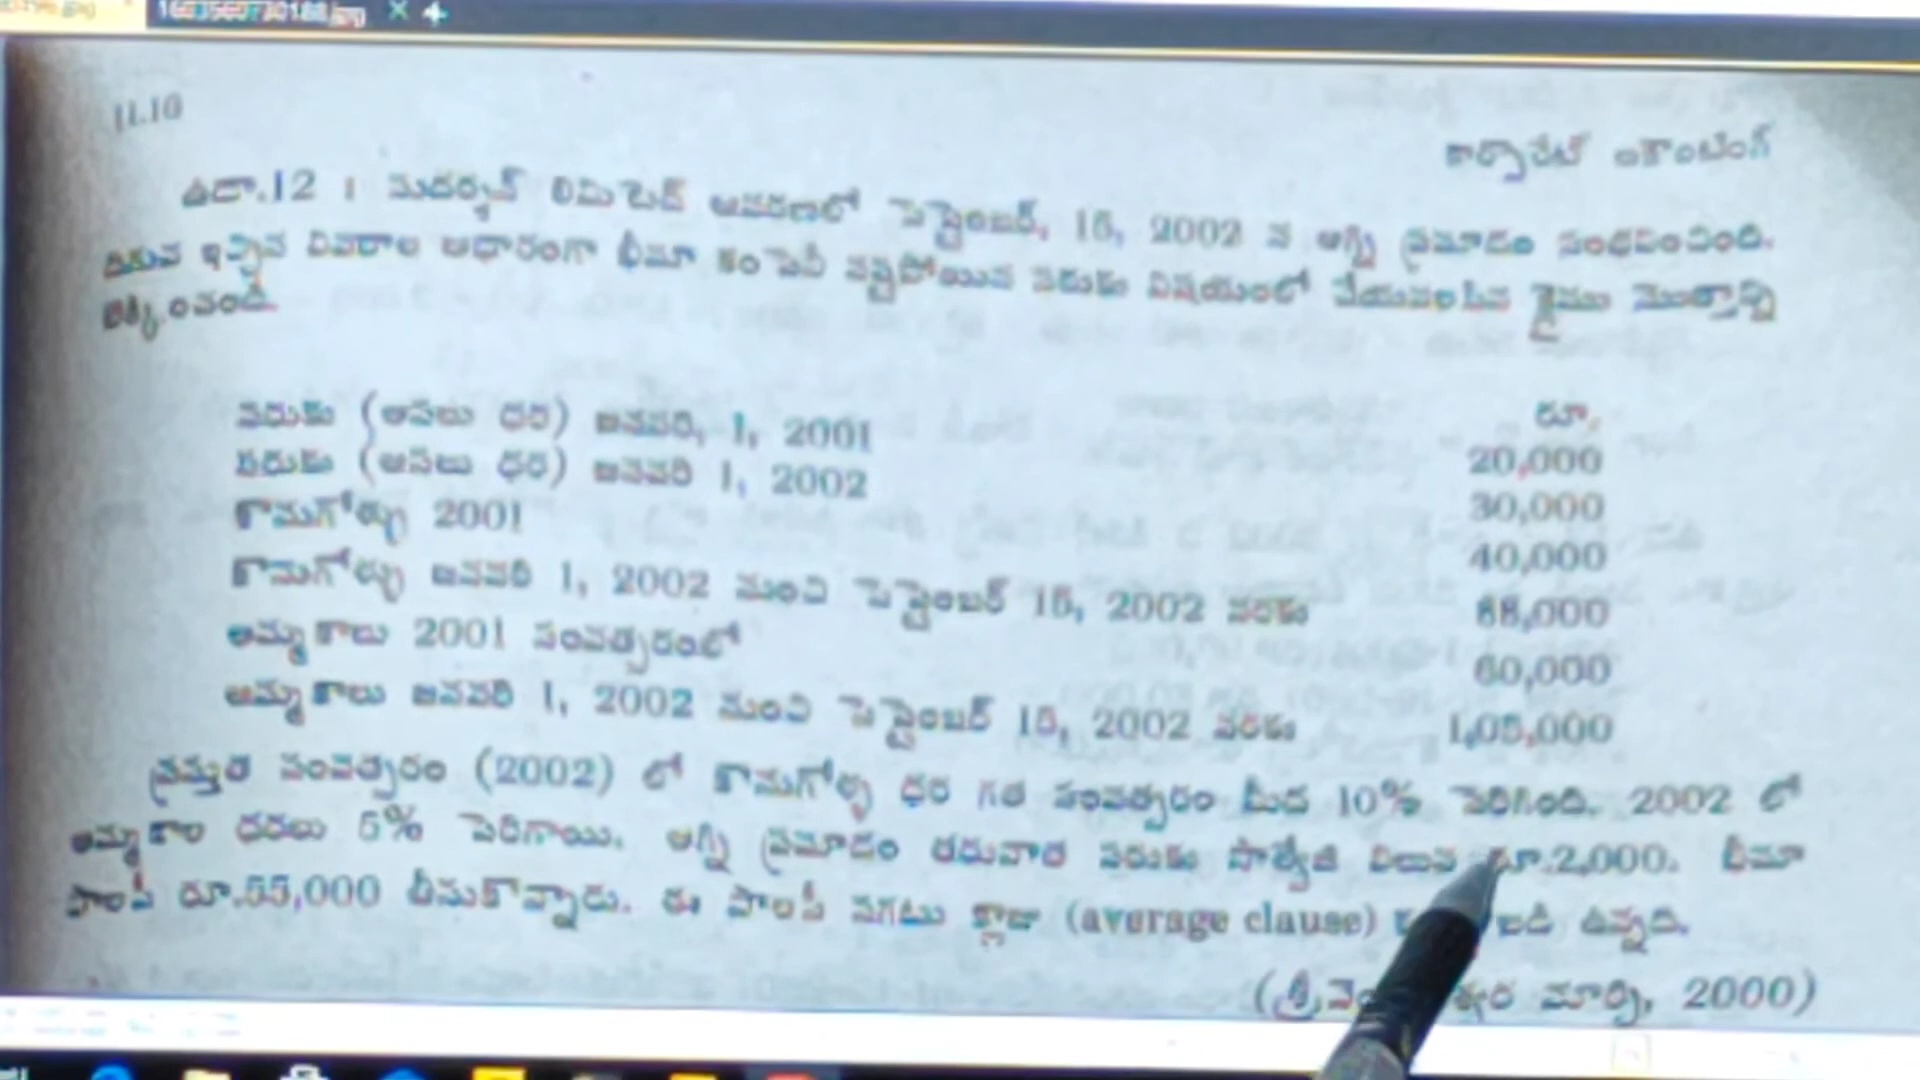 1603560730188.jpg
11.16
కార్పొరేట్ అకౌంటింగ్
ఉదా.12 : సుదర్శన్ లిమిటెడ్ ఆవరణలో సెప్టెంబర్, 15, 2002 న అగ్ని ప్రమాదం సంభవించింది.
దిగువ ఇచ్చిన వివరాల ఆధారంగా భీమా కంపెనీ నష్టపోయిన సరుకు విషయంలో చేయవలసిన క్లైము మొత్తాన్ని
లెక్కించండి.
రూ.
సరుకు (అసలు ధర) జనవరి, 1, 2001 20,000
సరుకు (అసలు ధర) జనవరి 1, 2002 30,000
కొనుగోళ్ళు 2001 40,000
కొనుగోళ్ళు జనవరి 1, 2002 నుంచి సెప్టెంబర్ 15, 2002 వరకు 88,000
అమ్మకాలు 2001 సంవత్సరంలో 60,000
అమ్మకాలు జనవరి 1, 2002 నుంచి సెప్టెంబర్ 15, 2002 వరకు 1,05,000
ప్రస్తుత సంవత్సరం (2002) లో కొనుగోళ్ళ ధర గత సంవత్సరం మీద 10% పెరిగింది. 2002 లో
అమ్మకాల ధరలు 5% పెరిగాయి. అగ్ని ప్రమాదం తరువాత సరుకు సాల్వేజి విలువ రూ.2,000. బీమా
పాలసీ రూ.55,000 తీసుకొన్నారు. ఈ పాలసీ సగటు క్లాజు (average clause) ఉన్నది.
మార్చి, 2000)